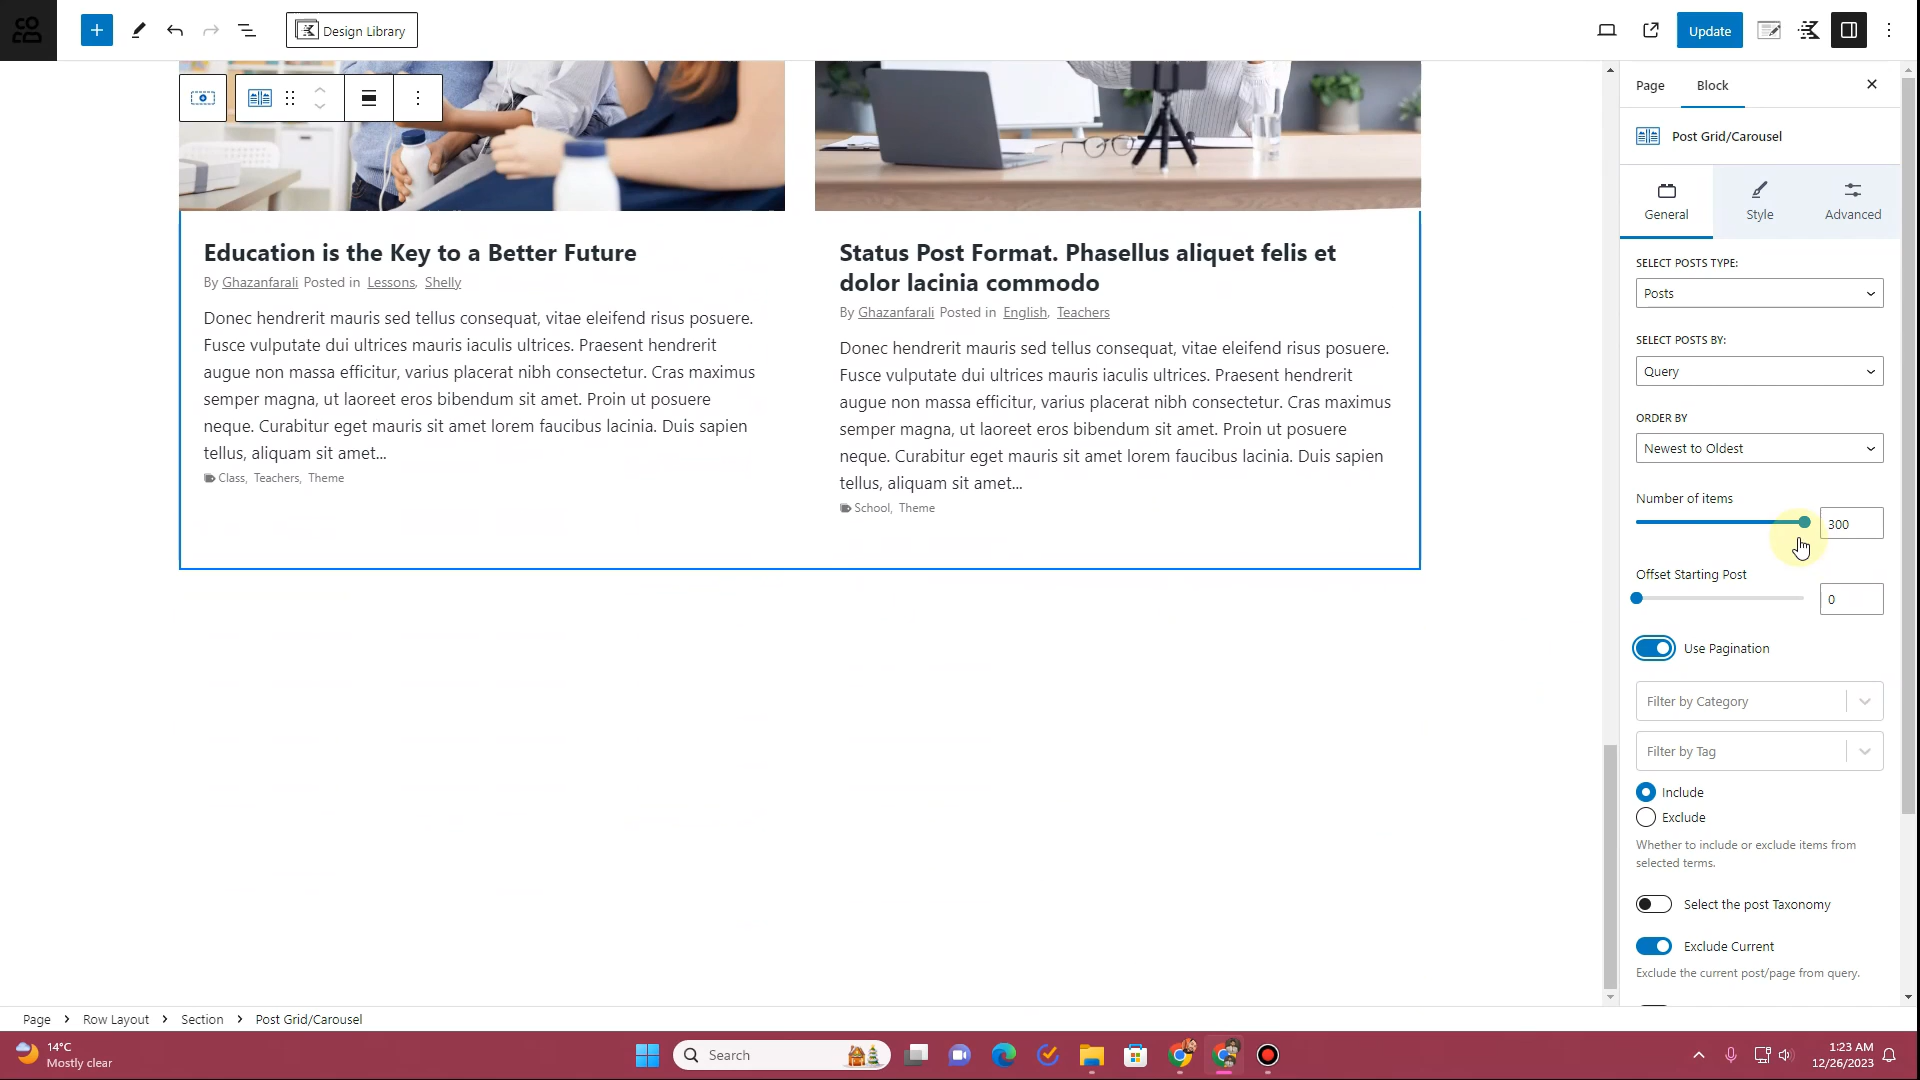 Design Library
Update
Page
Block
Post Grid/Carousel
General
Style
Advanced
SELECT POSTS TYPE:
Posts
SELECT POSTS BY:
Query
ORDER BY
Newest to Oldest
Number of items
300
Offset Starting Post
0
Use Pagination
Filter by Category
Filter by Tag
Include
Exclude
Whether to include or exclude items from
selected terms.
Select the post Taxonomy
Exclude Current
Exclude the current post/page from query.
Education is the Key to a Better Future
By Ghazanfarali Posted in Lessons, Shelly
Donec hendrerit mauris sed tellus consequat, vitae eleifend risus posuere.
Fusce vulputate dui ultrices mauris iaculis ultrices. Praesent hendrerit
augue non massa efficitur, varius placerat nibh consectetur. Cras maximus
semper magna, ut laoreet eros bibendum sit amet. Proin ut posuere
neque. Curabitur eget mauris sit amet lorem faucibus lacinia. Duis sapien
tellus, aliquam sit amet...
Class, Teachers, Theme
Status Post Format. Phasellus aliquet felis et
dolor lacinia commodo
By Ghazanfarali Posted in English, Teachers
Donec hendrerit mauris sed tellus consequat, vitae eleifend risus posuere.
Fusce vulputate dui ultrices mauris iaculis ultrices. Praesent hendrerit
augue non massa efficitur, varius placerat nibh consectetur. Cras maximus
semper magna, ut laoreet eros bibendum sit amet. Proin ut posuere
neque. Curabitur eget mauris sit amet lorem faucibus lacinia. Duis sapien
tellus, aliquam sit amet...
School, Theme
Page > Row Layout > Section > Post Grid/Carousel
14°C
Mostly clear
Search
1:23 AM
12/26/2023